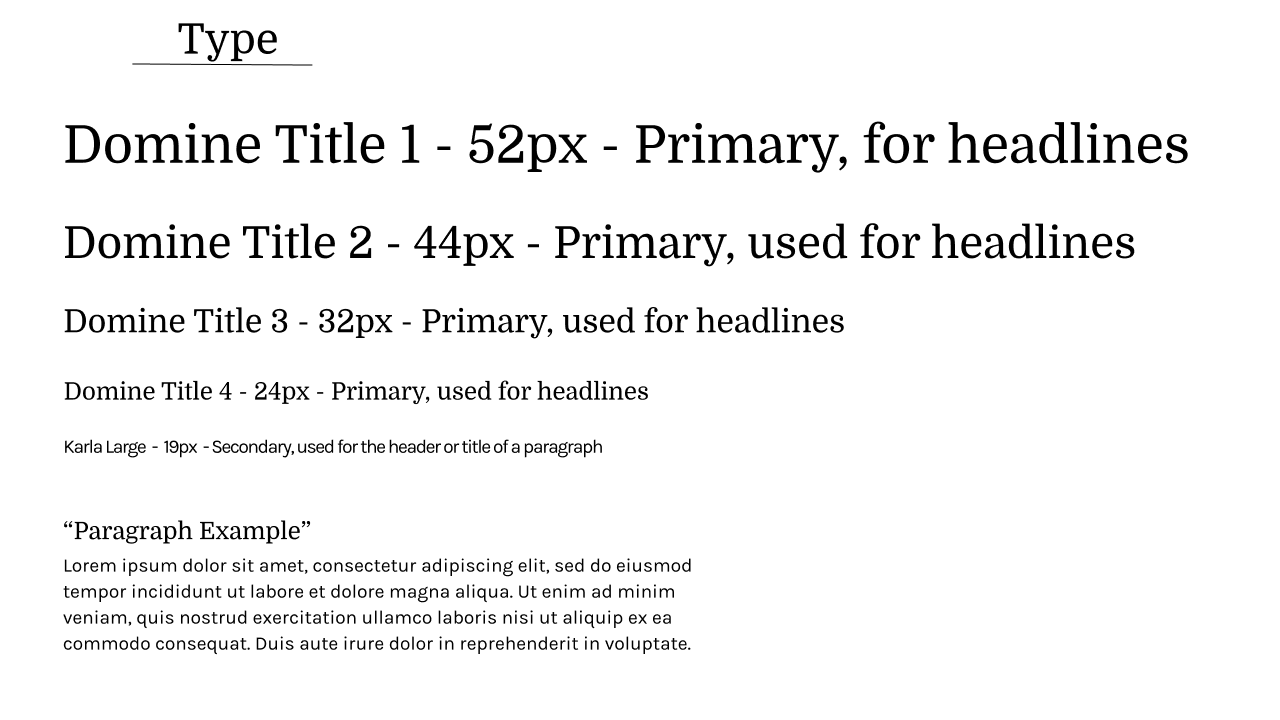 Type
Domine Title 1 - 52px - Primary, for headlines
Domine Title 2 - 44px - Primary, used for headlines
Domine Title 3 - 32px - Primary, used for headlines
Domine Title 4 - 24px - Primary, used for headlines
Karla Large - 19px - Secondary, used for the header or title of a paragraph
“Paragraph Example”
Lorem ipsum dolor sit amet, consectetur adipiscing elit, sed do eiusmod
tempor incididunt ut labore et dolore magna aliqua. Ut enim ad minim
veniam, quis nostrud exercitation ullamco laboris nisi ut aliquip ex ea
commodo consequat. Duis aute irure dolor in reprehenderit in voluptate.